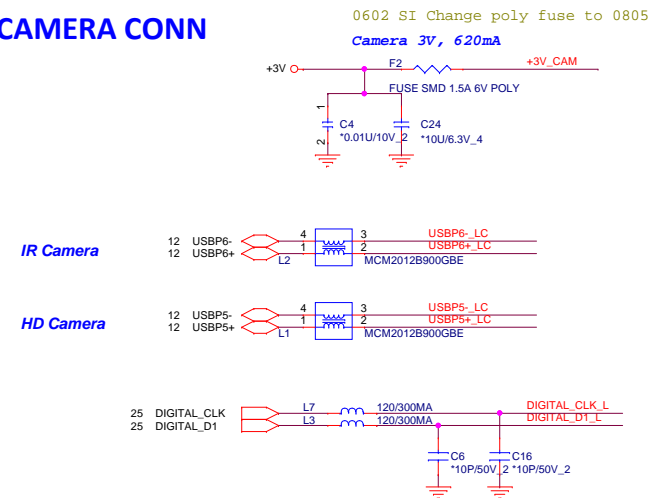 0602 SI Change poly fuse to 0805
CAMERA CONN
Camera 3V, 620mA
+3V F2 +3V_CAM
FUSE SMD 1.5A 6V POLY
1
C4 C24
2 *0.01U/10V_2 *10U/6.3V_4
12 USBP6- 4 3 USBP6-_LC
IR Camera
12 USBP6+ 1 2 USBP6+_LC
L2 MCM2012B900GBE
12 USBP5- 4 3 USBP5-_LC
HD Camera
12 USBP5+ 1 2 USBP5+_LC
L1 MCM2012B900GBE
25 DIGITAL_CLK L7 120/300MA DIGITAL_CLK_L
25 DIGITAL_D1 L3 120/300MA DIGITAL_D1_L
C6 C16
*10P/50V_2 *10P/50V_2